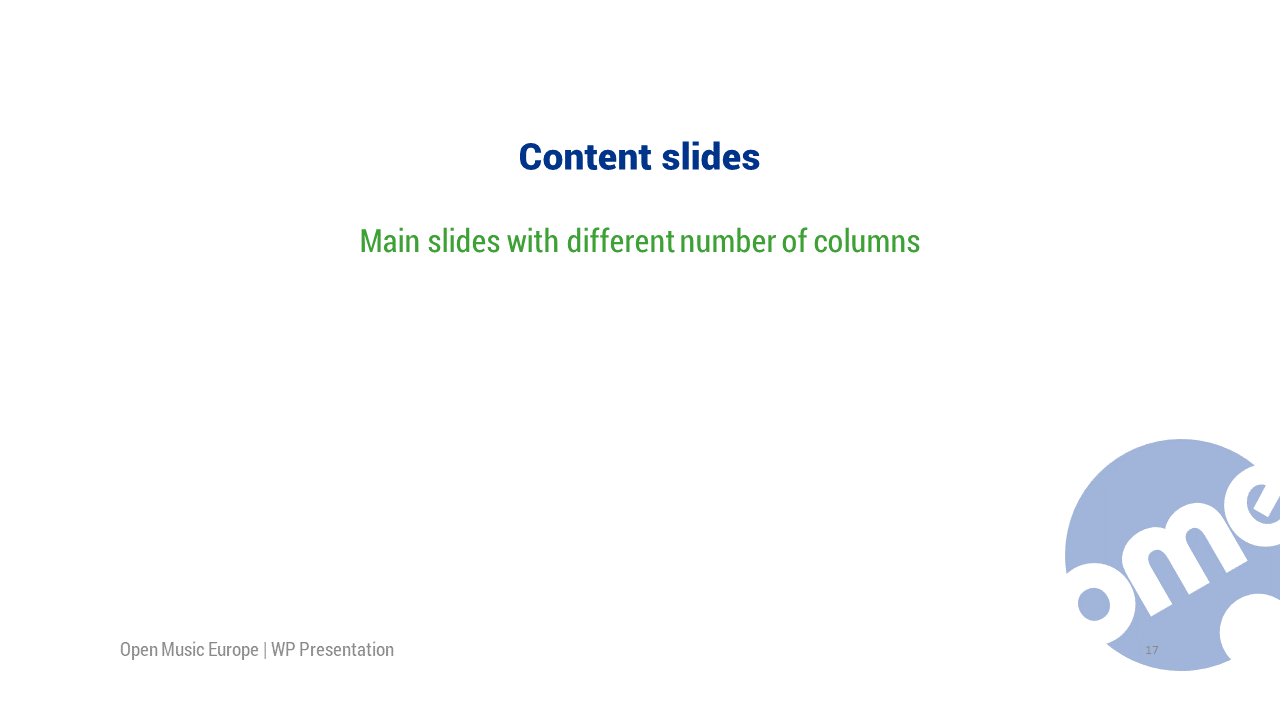 Content slides
Main slides with different number of columns
ome
Open Music Europe | WP Presentation
17